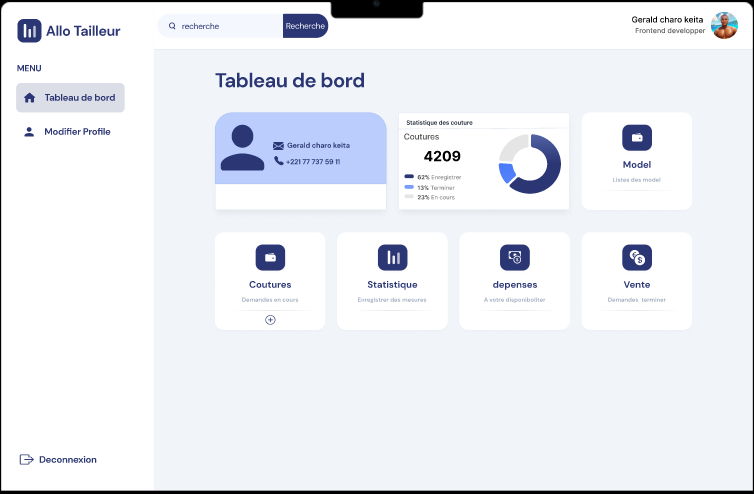 Allo Tailleur
recherche
Recherche
Gerald charo keita
Frontend developper
MENU
Tableau de bord
Modifier Profile
Deconnexion
Tableau de bord
Gerald charo keita
+221 77 737 59 11
Statistique des couture
Coutures
4209
62% Enregistrer
13% Terminer
23% En cours
Model
Listes des model
Coutures
Demandes en cours
Statistique
Enregistrer des mesures
depenses
A votre disponiboliter
Vente
Demandes terminer